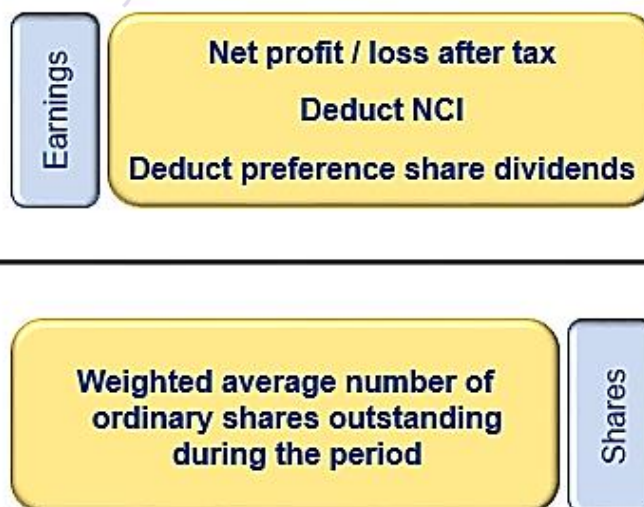 Earnings
Net profit / loss after tax
Deduct NCI
Deduct preference share dividends
Weighted average number of
ordinary shares outstanding
during the period
Shares